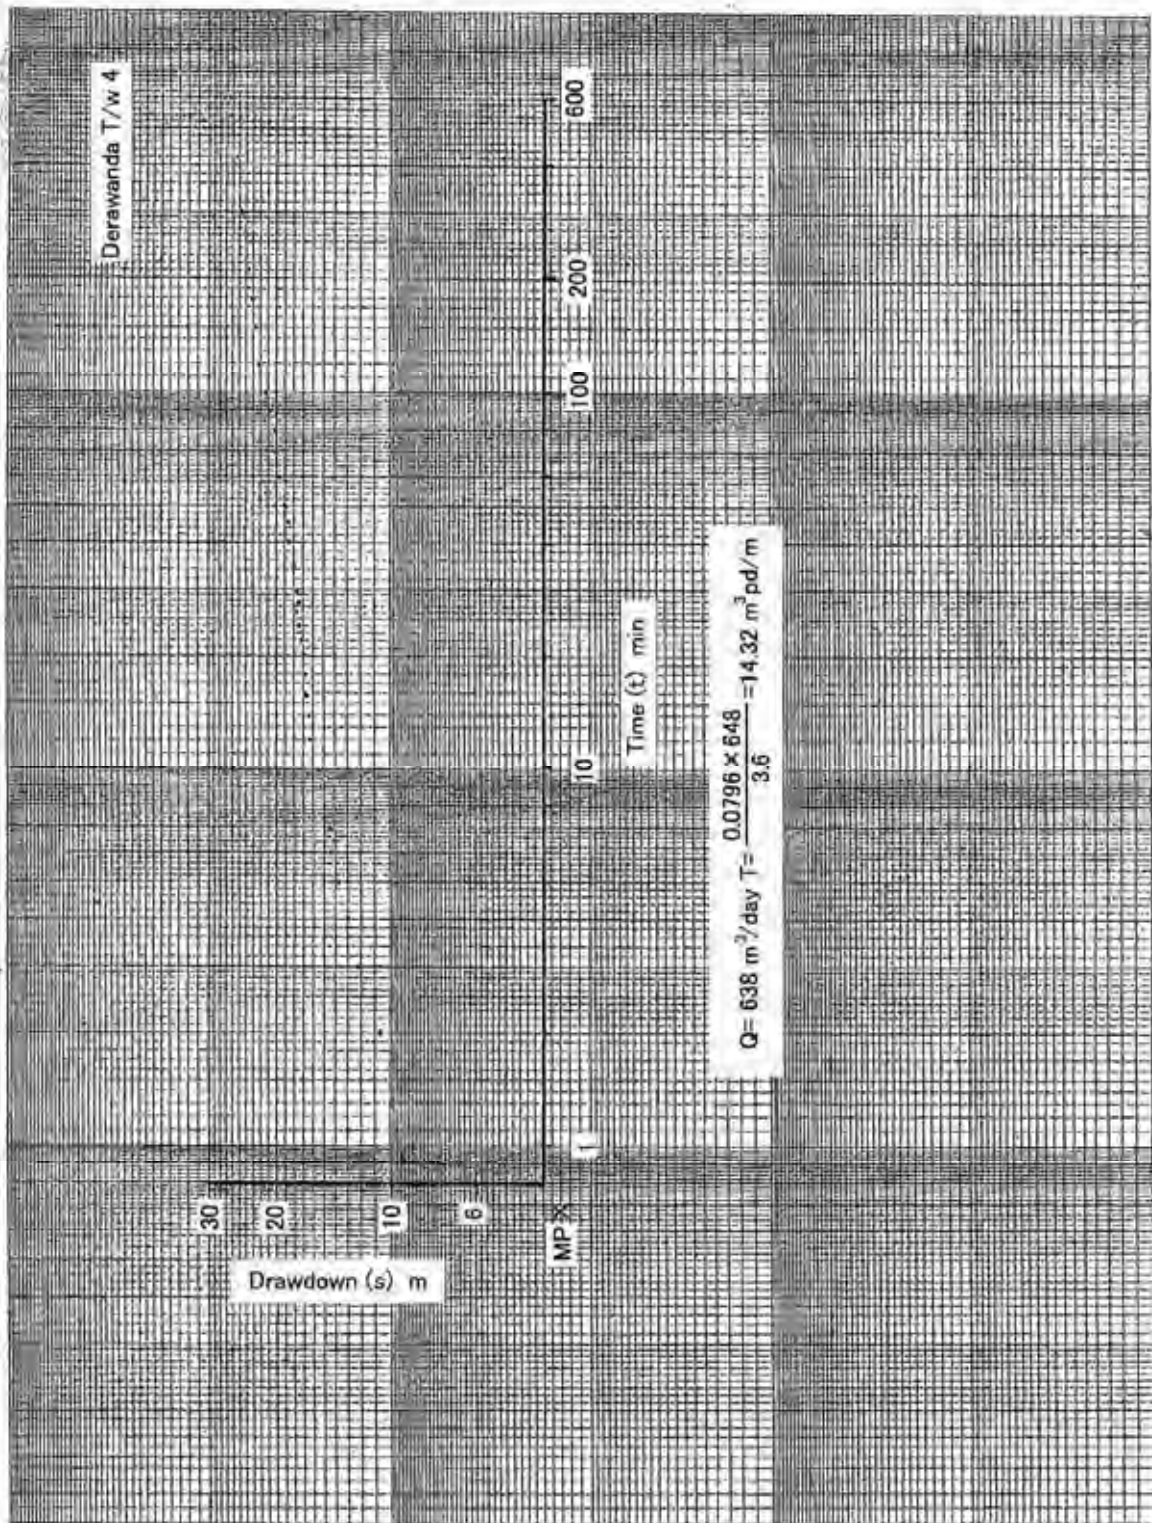 Derawanda T/w 4
30
20
10
6
Drawdown (s) m
MP X
1
10
100
200
600
Time (t) min
Q= 638 m³/day T= 0.0796 × 648 / 3.6 =14.32 m³pd/m